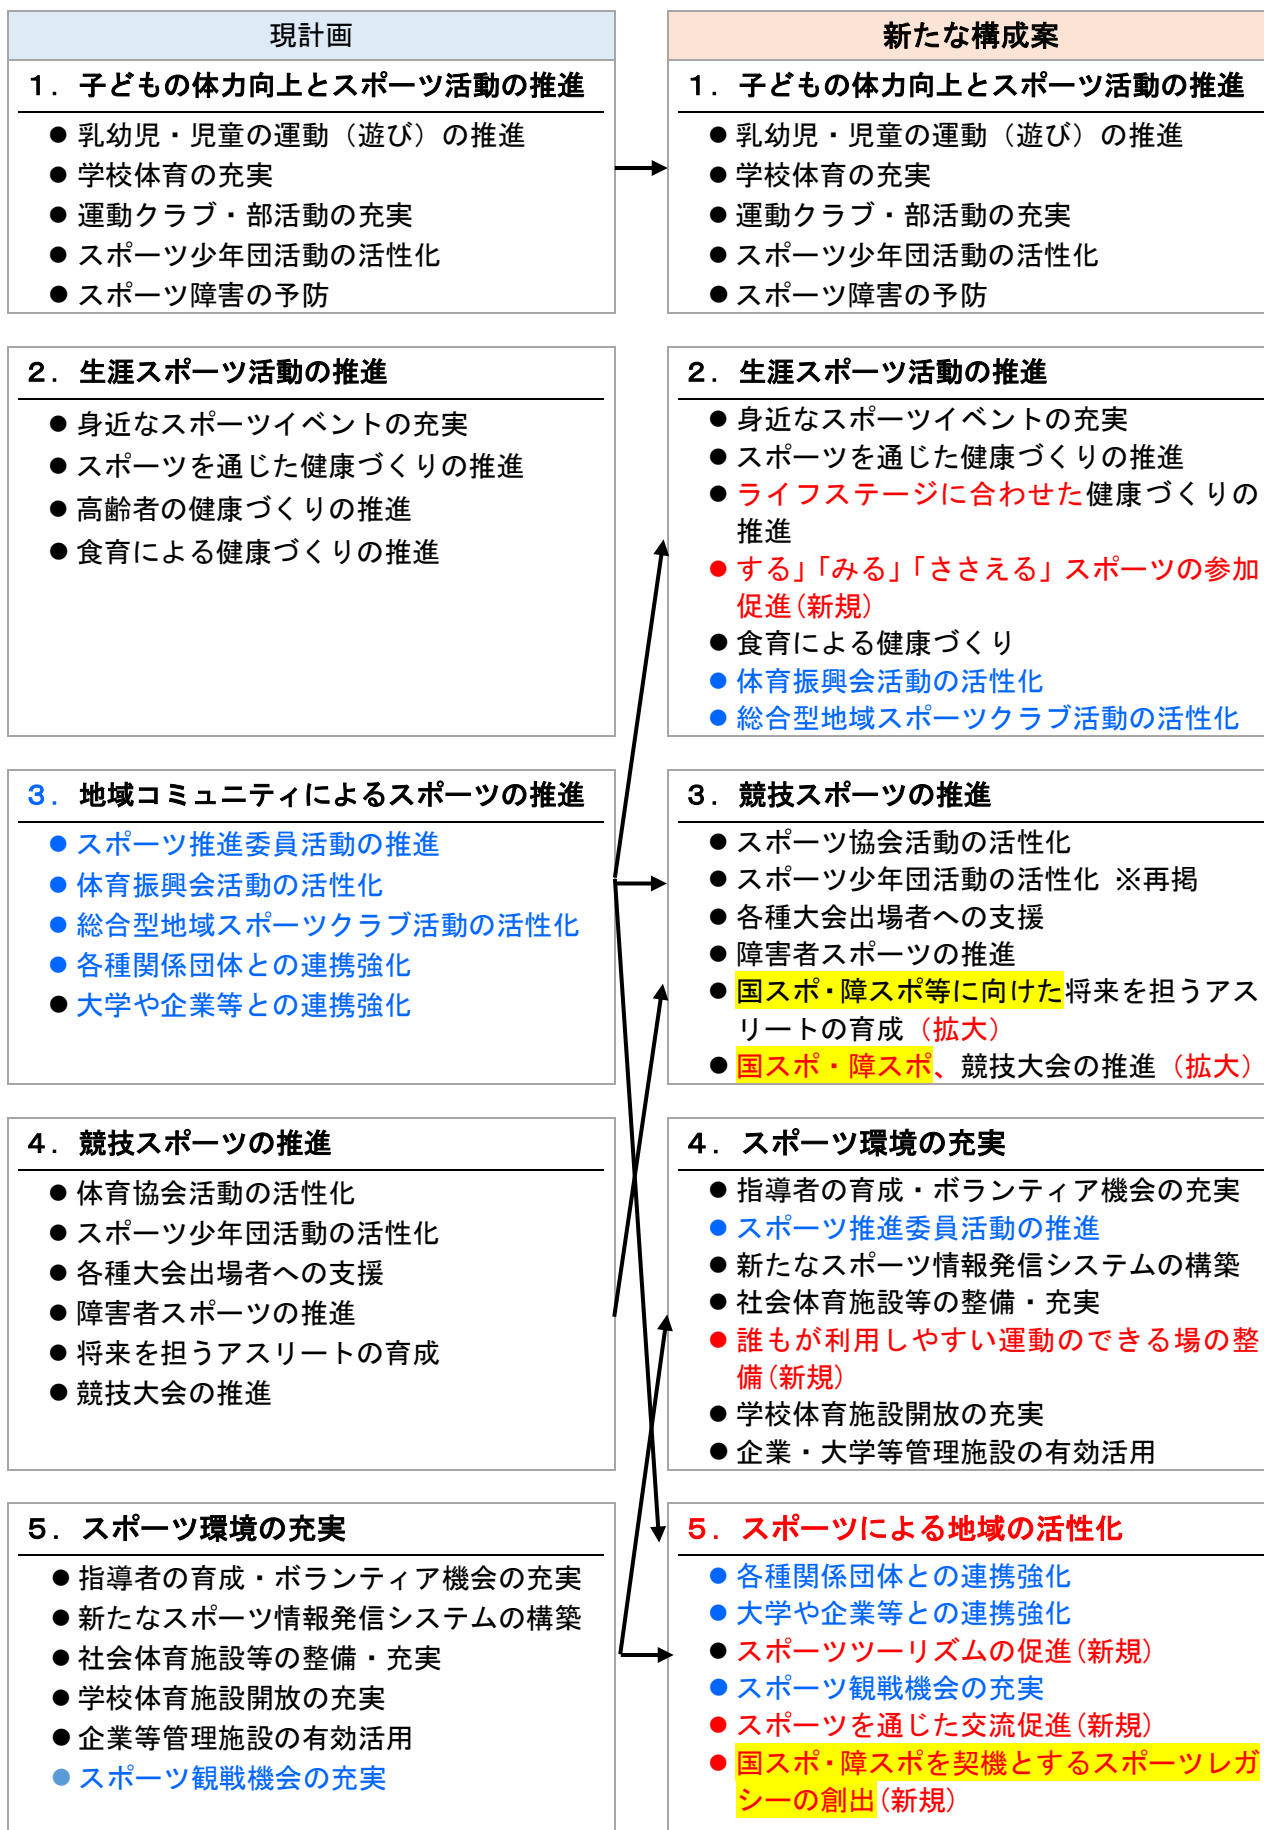 現計画
1．子どもの体力向上とスポーツ活動の推進
●乳幼児・児童の運動（遊び）の推進
●学校体育の充実
●運動クラブ・部活動の充実
●スポーツ少年団活動の活性化
●スポーツ障害の予防
2．生涯スポーツ活動の推進
●身近なスポーツイベントの充実
●スポーツを通じた健康づくりの推進
●高齢者の健康づくりの推進
●食育による健康づくりの推進
3．地域コミュニティによるスポーツの推進
●スポーツ推進委員活動の推進
●体育振興会活動の活性化
●総合型地域スポーツクラブ活動の活性化
●各種関係団体との連携強化
●大学や企業等との連携強化
4．競技スポーツの推進
●体育協会活動の活性化
●スポーツ少年団活動の活性化
●各種大会出場者への支援
●障害者スポーツの推進
●将来を担うアスリートの育成
●競技大会の推進
5．スポーツ環境の充実
●指導者の育成・ボランティア機会の充実
●新たなスポーツ情報発信システムの構築
●社会体育施設等の整備・充実
●学校体育施設開放の充実
●企業等管理施設の有効活用
●スポーツ観戦機会の充実
新たな構成案
1．子どもの体力向上とスポーツ活動の推進
●乳幼児・児童の運動（遊び）の推進
●学校体育の充実
●運動クラブ・部活動の充実
●スポーツ少年団活動の活性化
●スポーツ障害の予防
2．生涯スポーツ活動の推進
●身近なスポーツイベントの充実
●スポーツを通じた健康づくりの推進
●ライフステージに合わせた健康づくりの
推進
●する」「みる」「ささえる」スポーツの参加
促進(新規)
●食育による健康づくり
●体育振興会活動の活性化
●総合型地域スポーツクラブ活動の活性化
3．競技スポーツの推進
●スポーツ協会活動の活性化
●スポーツ少年団活動の活性化 ※再掲
●各種大会出場者への支援
●障害者スポーツの推進
●国スポ・障スポ等に向けた将来を担うアス
リートの育成（拡大）
●国スポ・障スポ、競技大会の推進（拡大）
4．スポーツ環境の充実
●指導者の育成・ボランティア機会の充実
●スポーツ推進委員活動の推進
●新たなスポーツ情報発信システムの構築
●社会体育施設等の整備・充実
●誰もが利用しやすい運動のできる場の整
備(新規)
●学校体育施設開放の充実
●企業・大学等管理施設の有効活用
5．スポーツによる地域の活性化
●各種関係団体との連携強化
●大学や企業等との連携強化
●スポーツツーリズムの促進(新規)
●スポーツ観戦機会の充実
●スポーツを通じた交流促進(新規)
●国スポ・障スポを契機とするスポーツレガ
シーの創出(新規)